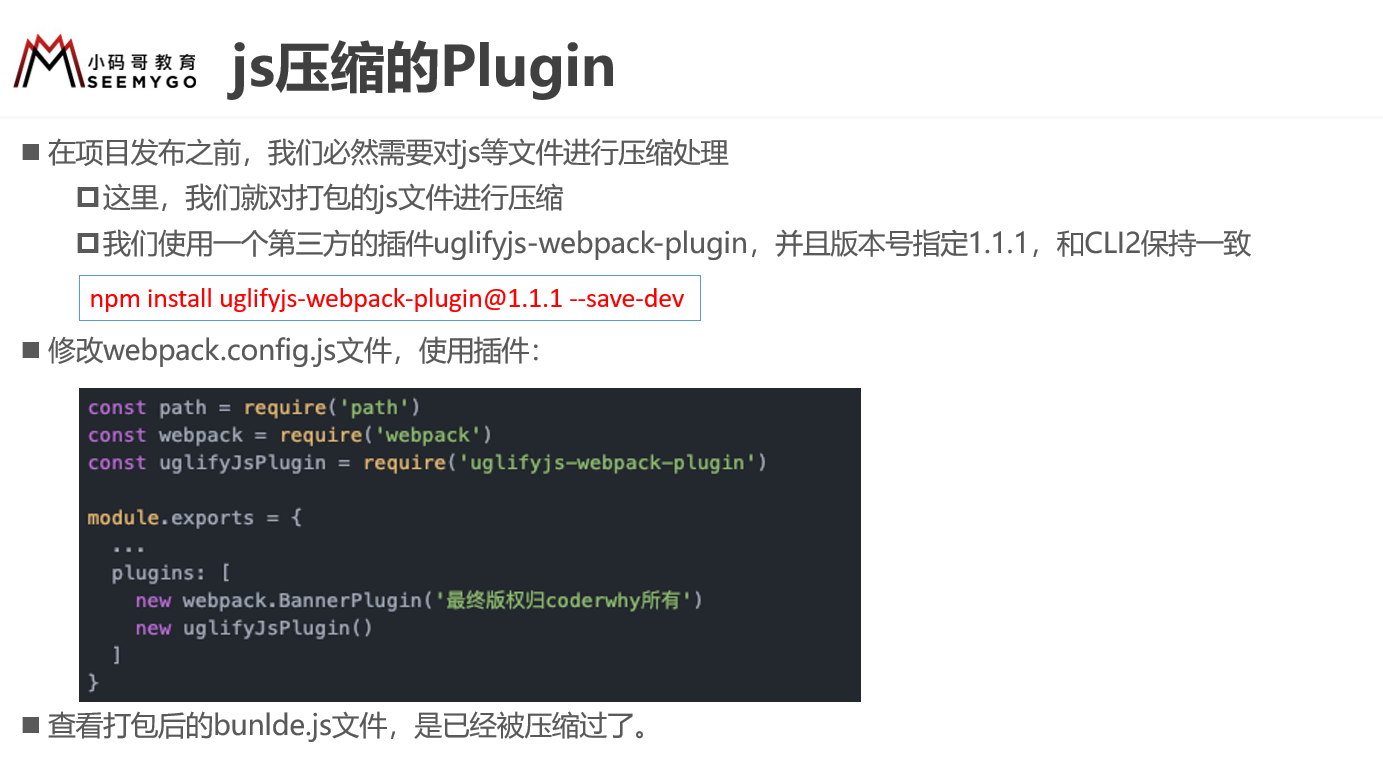 小码哥教育
SEEMYGO
js压缩的Plugin
在项目发布之前，我们必然需要对js等文件进行压缩处理
这里，我们就对打包的js文件进行压缩
我们使用一个第三方的插件uglifyjs-webpack-plugin，并且版本号指定1.1.1，和CLI2保持一致
npm install uglifyjs-webpack-plugin@1.1.1 --save-dev
修改webpack.config.js文件，使用插件：
const path = require('path')
const webpack = require('webpack')
const uglifyJsPlugin = require('uglifyjs-webpack-plugin')
module.exports = {
  ...
  plugins: [
    new webpack.BannerPlugin('最终版权归coderwhy所有')
    new uglifyJsPlugin()
  ]
}
查看打包后的bunlde.js文件，是已经被压缩过了。